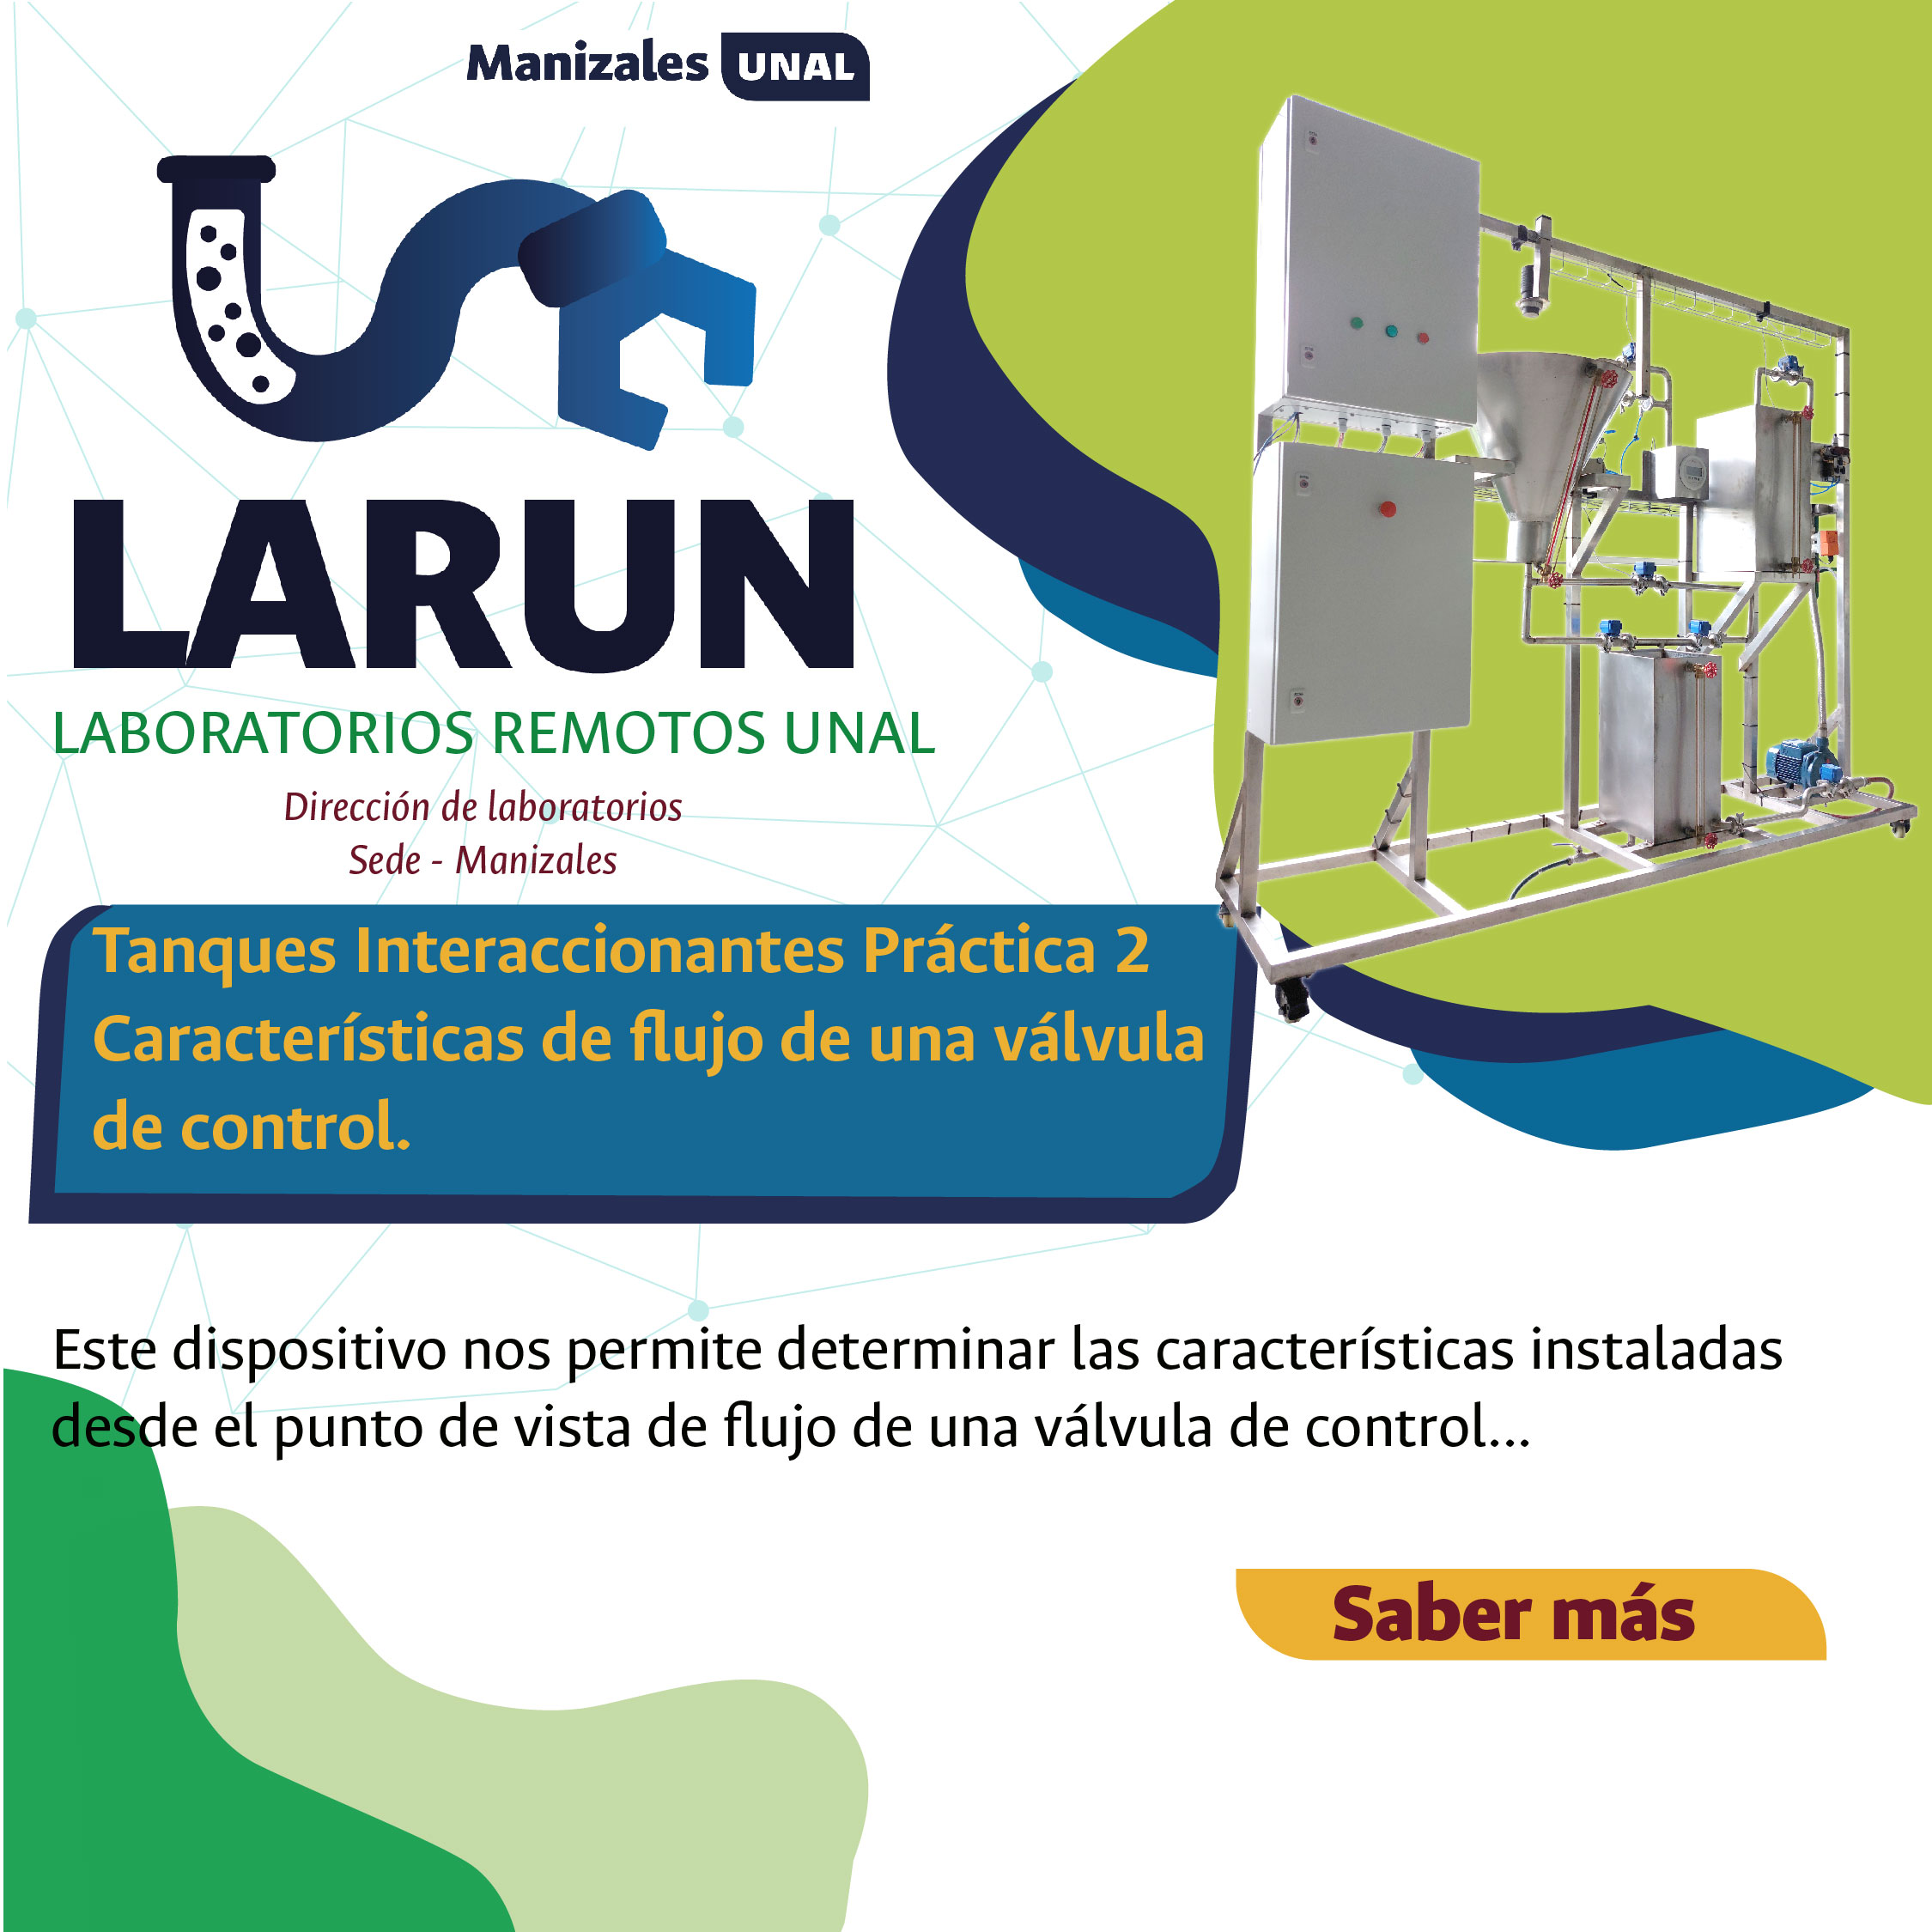 Manizales UNAL
LARUN
LABORATORIOS REMOTOS UNAL
Dirección de laboratorios
Sede - Manizales
Tanques Interaccionantes Práctica 2
Características de flujo de una válvula
de control.
Este dispositivo nos permite determinar las características instaladas
desde el punto de vista de flujo de una válvula de control...
Saber más